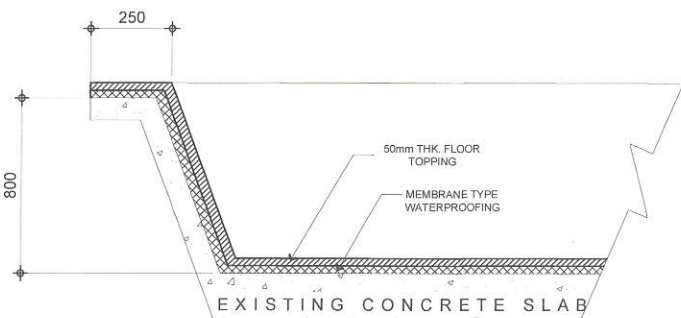 250
800
50mm THK. FLOOR
TOPPING
MEMBRANE TYPE
WATERPROOFING
EXISTING CONCRETE SLAB